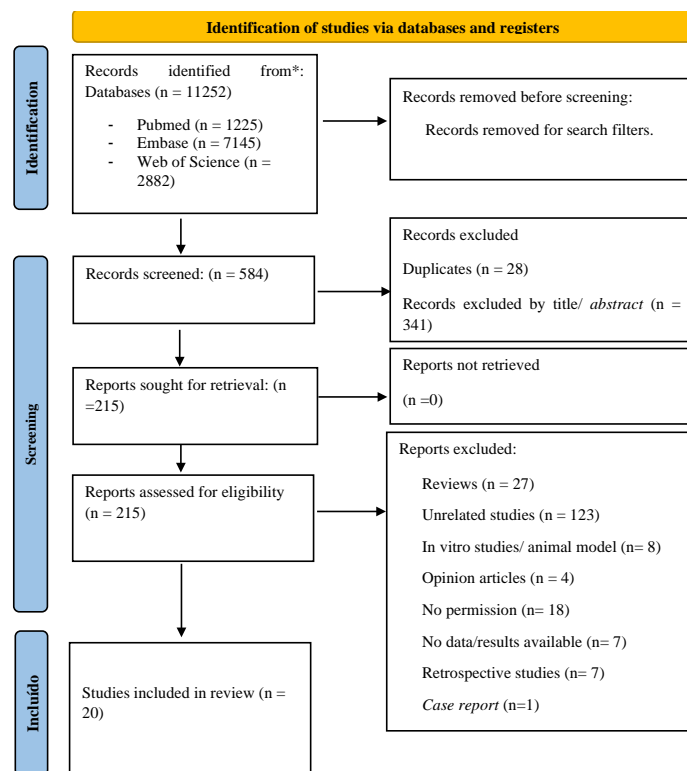 Identification of studies via databases and registers
Identification
Records identified from*:
Databases (n = 11252)
- Pubmed (n = 1225)
- Embase (n = 7145)
- Web of Science (n =
2882)
Records removed before screening:
Records removed for search filters.
Screening
Records screened: (n = 584)
Records excluded
Duplicates (n = 28)
Records excluded by title/ abstract (n =
341)
Reports sought for retrieval: (n
=215)
Reports not retrieved
(n =0)
Reports assessed for eligibility
(n = 215)
Reports excluded:
Reviews (n = 27)
Unrelated studies (n = 123)
In vitro studies/ animal model (n= 8)
Opinion articles (n = 4)
No permission (n = 18)
No data/results available (n= 7)
Retrospective studies (n= 7)
Case report (n=1)
Incluído
Studies included in review (n =
20)